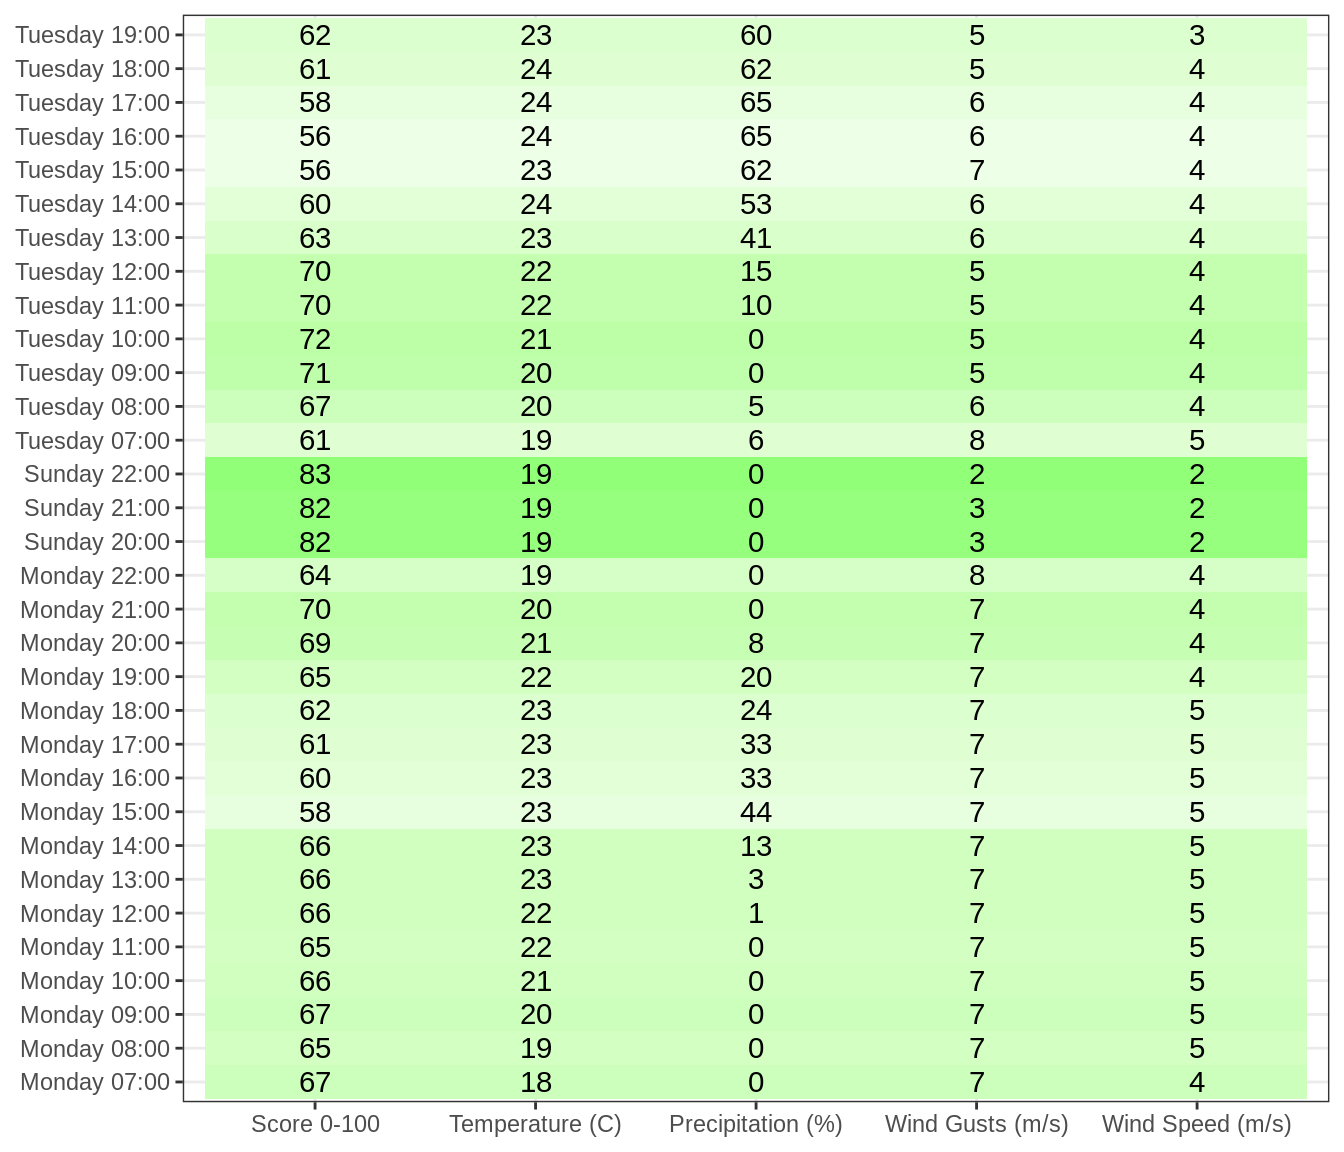 Tuesday 19:00 62 23 60 5 3
Tuesday 18:00 61 24 62 5 4
Tuesday 17:00 58 24 65 6 4
Tuesday 16:00 56 24 65 6 4
Tuesday 15:00 56 23 62 7 4
Tuesday 14:00 60 24 53 6 4
Tuesday 13:00 63 23 41 6 4
Tuesday 12:00 70 22 15 5 4
Tuesday 11:00 70 22 10 5 4
Tuesday 10:00 72 21 0 5 4
Tuesday 09:00 71 20 0 5 4
Tuesday 08:00 67 20 5 6 4
Tuesday 07:00 61 19 6 8 5
Sunday 22:00 83 19 0 2 2
Sunday 21:00 82 19 0 3 2
Sunday 20:00 82 19 0 3 2
Monday 22:00 64 19 0 8 4
Monday 21:00 70 20 0 7 4
Monday 20:00 69 21 8 7 4
Monday 19:00 65 22 20 7 4
Monday 18:00 62 23 24 7 5
Monday 17:00 61 23 33 7 5
Monday 16:00 60 23 33 7 5
Monday 15:00 58 23 44 7 5
Monday 14:00 66 23 13 7 5
Monday 13:00 66 23 3 7 5
Monday 12:00 66 22 1 7 5
Monday 11:00 65 22 0 7 5
Monday 10:00 66 21 0 7 5
Monday 09:00 67 20 0 7 5
Monday 08:00 65 19 0 7 5
Monday 07:00 67 18 0 7 4
Score 0-100 Temperature (C) Precipitation (%) Wind Gusts (m/s) Wind Speed (m/s)